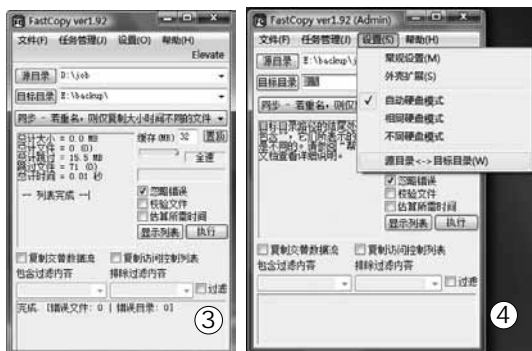 FastCopy ver1.92
文件(F) 任务管理(J) 设置(O) 帮助(H)
Elevate
源目录 D:\job
目标目录 E:\backup\
同步 - 若重名，则仅复制大小时间不同的文件
总计大小 = 0.0 MB
总计文件 = 0 (0)
总计跳过 = 15.5 MB
跳过文件 = 71 (0)
总计时间 = 0.01 秒
-- 列表完成 --
缓存(MB) 32 置顶
全速
忽略错误
校验文件
估算所需时间
显示列表 执行
复制交替数据流 复制访问控制列表
包含过滤内容 排除过滤内容
过滤
完成. [错误文件: 0 | 错误目录: 0]
③
FastCopy ver1.92 (Admin)
文件(F) 任务管理(J) 设置(S) 帮助(H)
常规设置(M)
外壳扩展(S)
自动硬盘模式
相同硬盘模式
不同硬盘模式
源目录<->目标目录(W)
源目录 E:\backup\j
目标目录
同步 - 若重名，则仅
文档查看详细说明。
忽略错误
校验文件
估算所需时间
显示列表 执行
复制交替数据流 复制访问控制列表
包含过滤内容 排除过滤内容
过滤
④